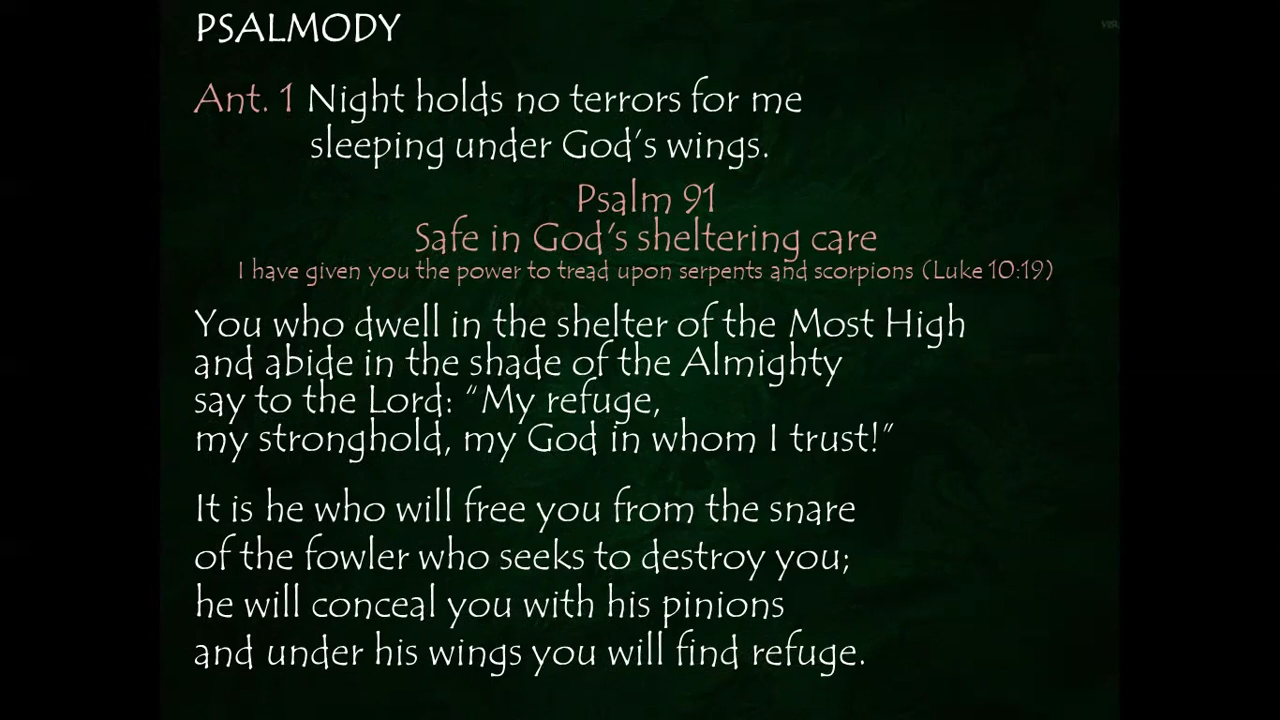 PSALMODY
Ant. 1 Night holds no terrors for me
sleeping under God's wings.
Psalm 91
Safe in God's sheltering care
I have given you the power to tread upon serpents and scorpions (Luke 10:19)
You who dwell in the shelter of the Most High
and abide in the shade of the Almighty
say to the Lord: “My refuge,
my stronghold, my God in whom I trust!”
It is he who will free you from the snare
of the fowler who seeks to destroy you;
he will conceal you with his pinions
and under his wings you will find refuge.